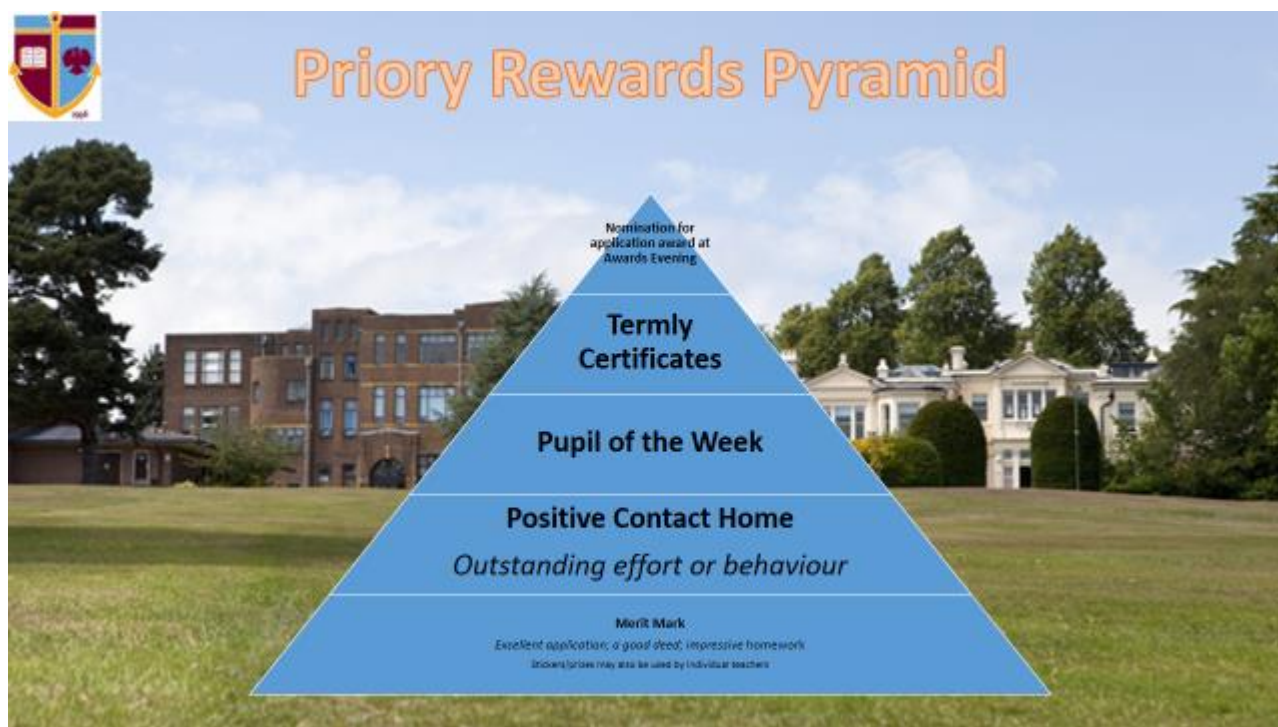 Priory Rewards Pyramid
Nomination for
application award at
Awards Evening
Termly
Certificates
Pupil of the Week
Positive Contact Home
Outstanding effort or behaviour
Merit Mark
Excellent application; a good deed; impressive homework
Stickers/prizes may also be used by individual teachers